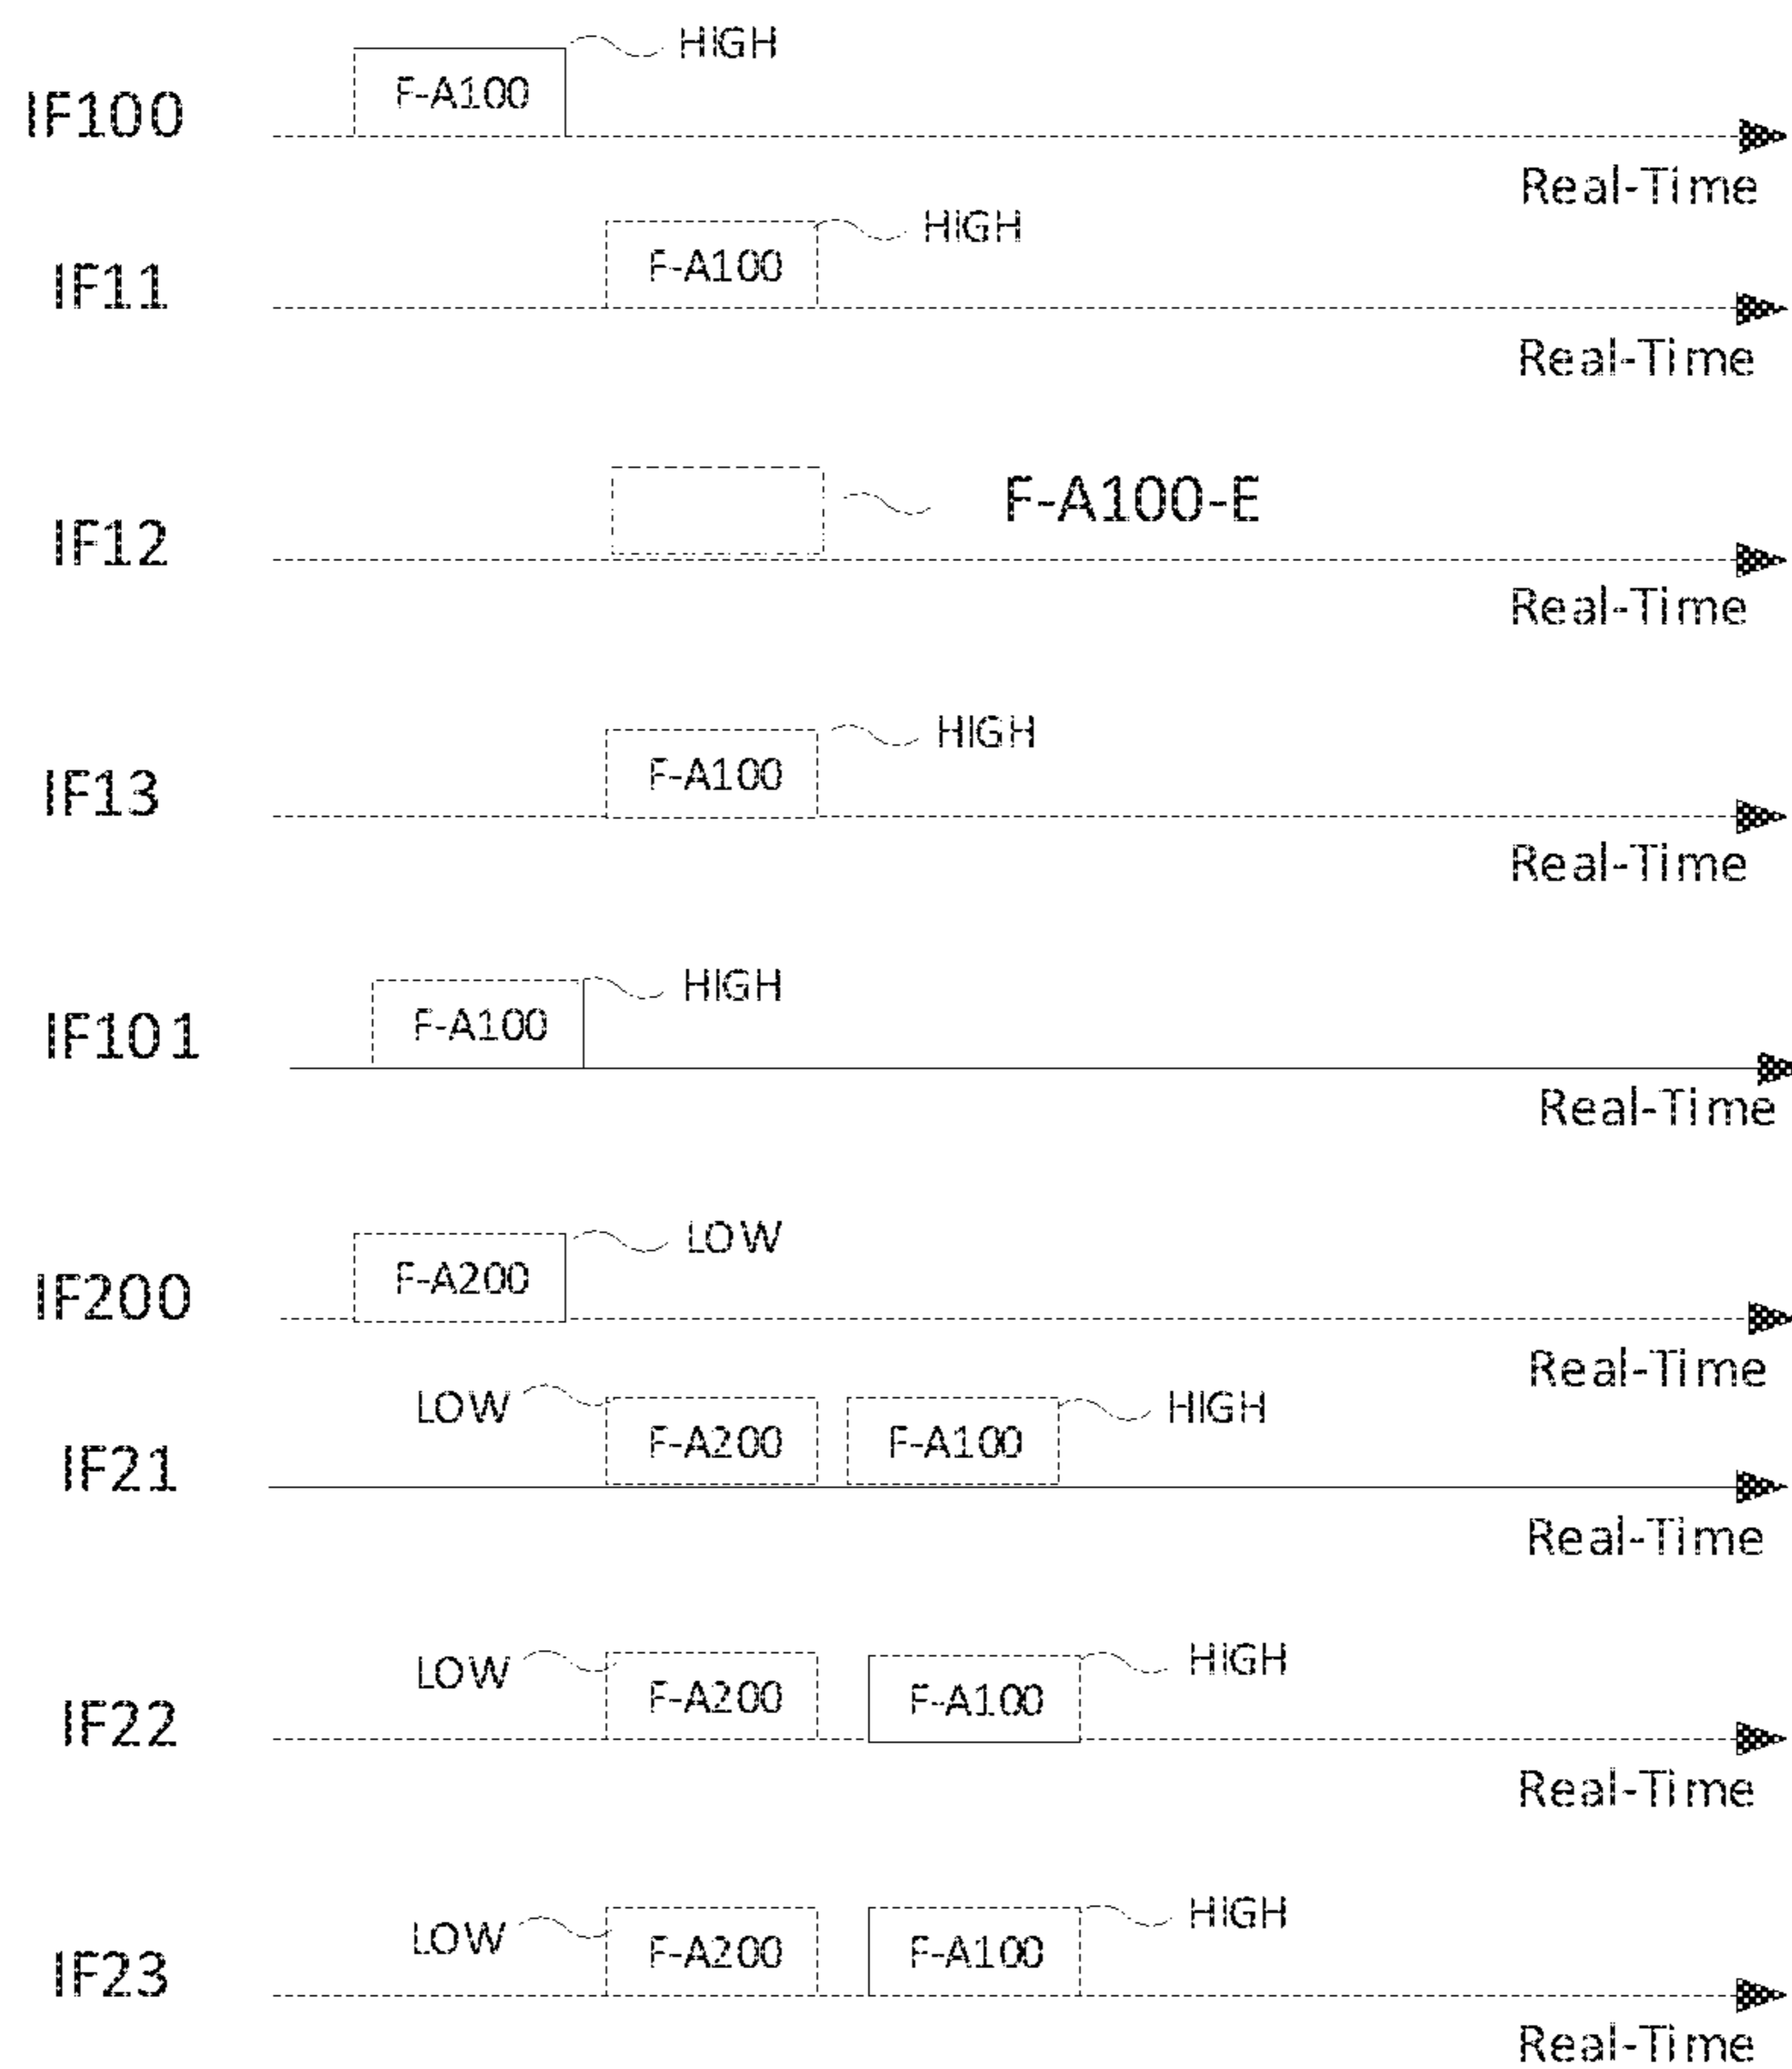 HIGH
IF100 F-A100
Real-Time
HIGH
IF11 F-A100
Real-Time
F-A100-E
IF12
Real-Time
HIGH
IF13 F-A100
Real-Time
HIGH
IF101 F-A100
Real-Time
LOW
IF200 F-A200
Real-Time
LOW HIGH
IF21 F-A200 F-A100
Real-Time
LOW HIGH
IF22 F-A200 F-A100
Real-Time
LOW HIGH
IF23 F-A200 F-A100
Real-Time